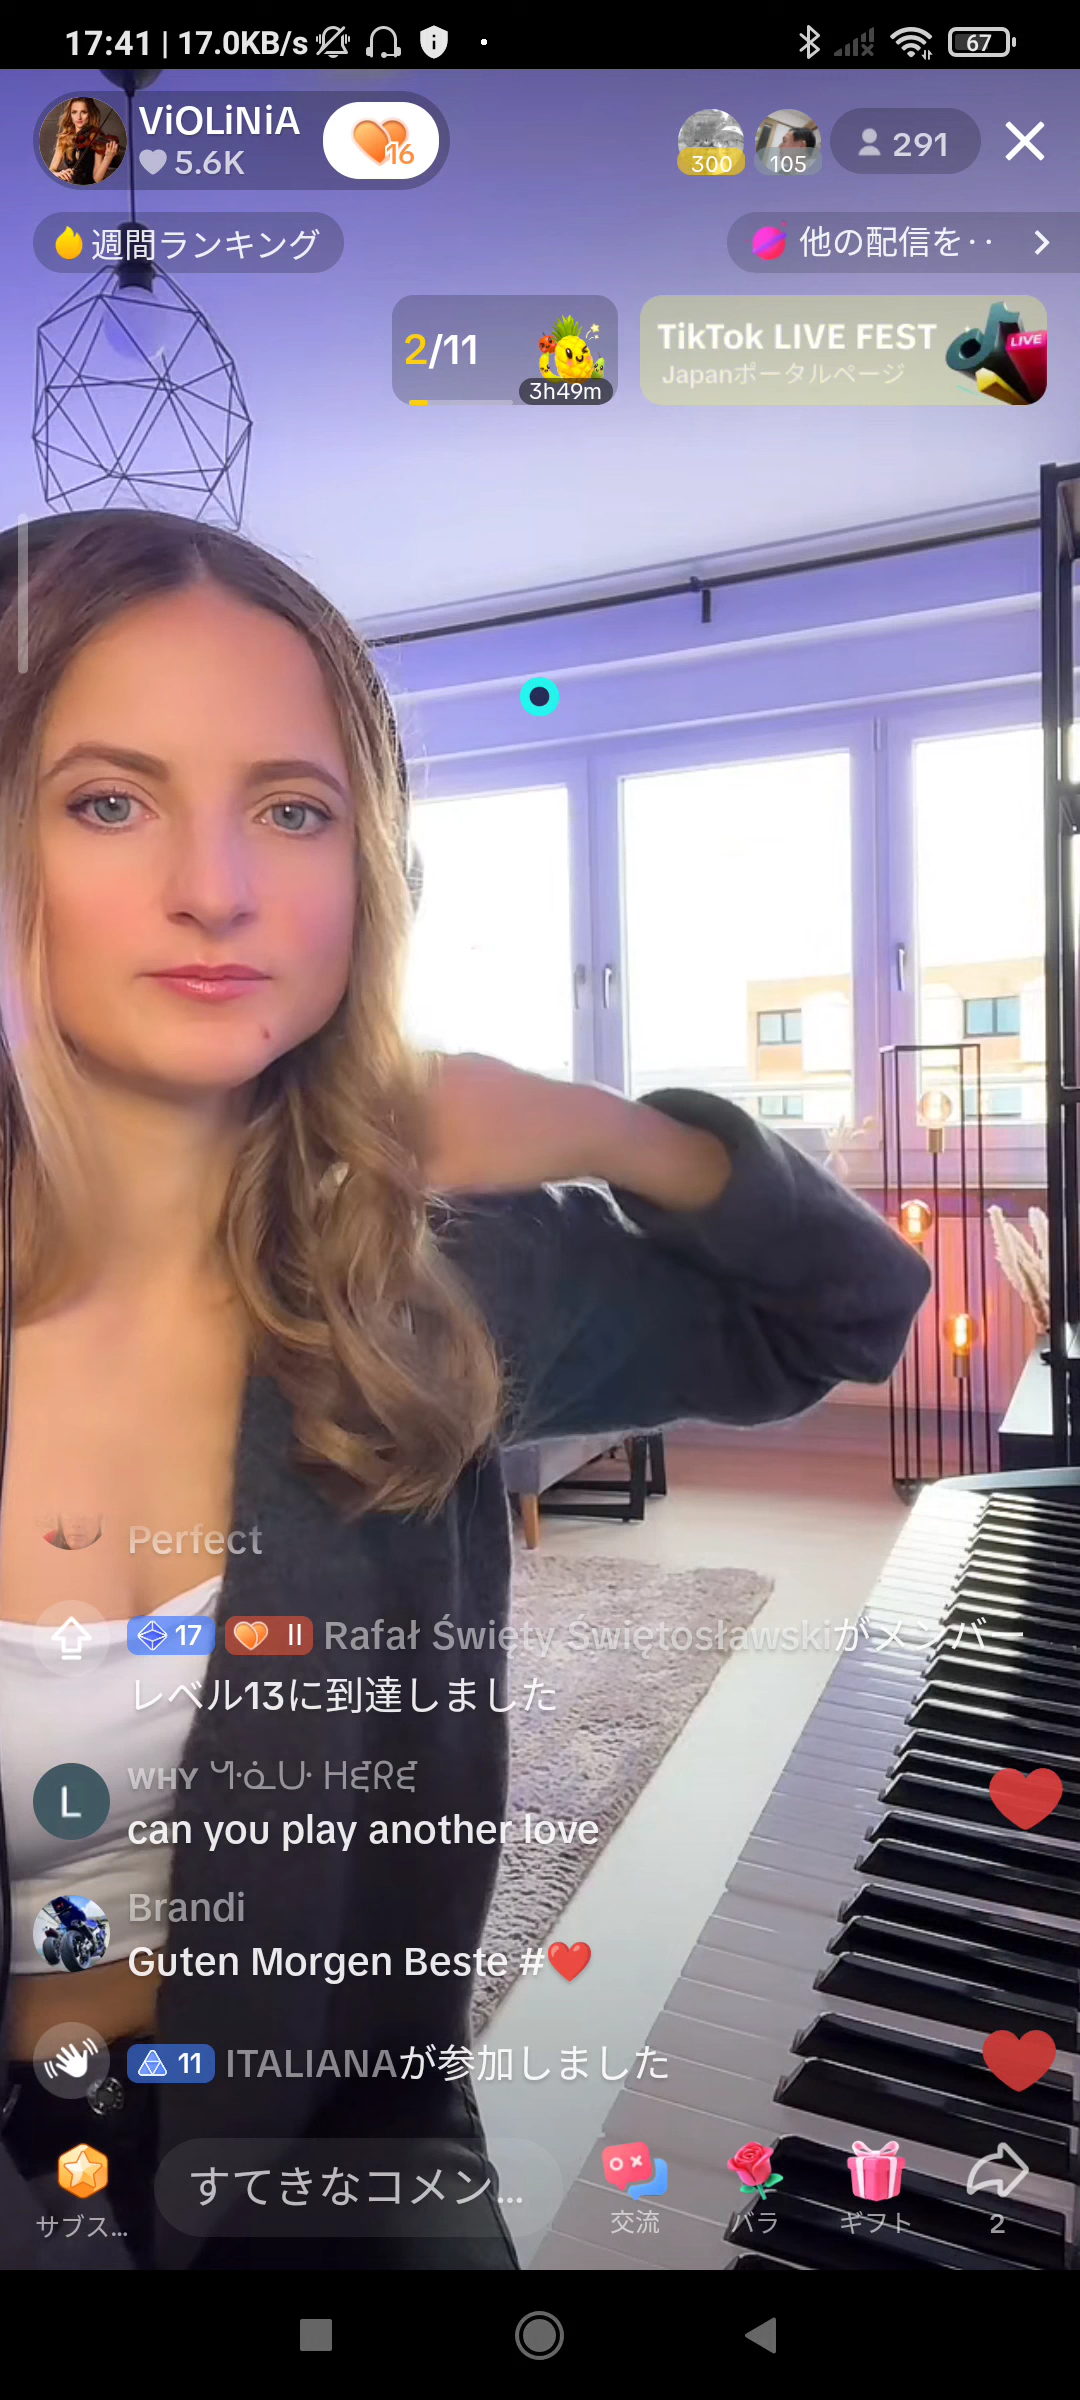 17:41 | 17.0KB/s
67
ViOLiNiA
5.6K
16
300
105
291
週間ランキング
他の配信を‥
2/11
3h49m
TikTok LIVE FEST
Japanポータルページ
LIVE
Perfect
17 II Rafał Święty Świętosławskiがメンバー
レベル13に到達しました
L
can you play another love
Brandi
Guten Morgen Beste #❤️
11 ITALIANAが参加しました
サブス...
すてきなコメン...
交流
バラ
ギフト
2